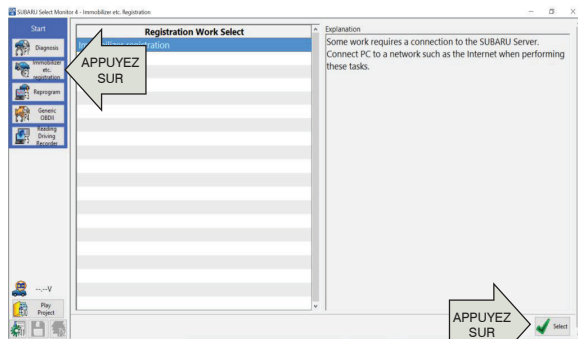 SUBARU Select Monitor 4 - Immobilizer etc. Registration
Start
Diagnosis
Immobilizer
etc.
registration
Reprogram
Generic
OBDII
Reading
Driving
Recorder
--.--V
Play
Project
Registration Work Select
Immobilizer registration
APPUYEZ
SUR
Explanation
Some work requires a connection to the SUBARU Server.
Connect PC to a network such as the Internet when performing
these tasks.
APPUYEZ
SUR
Select